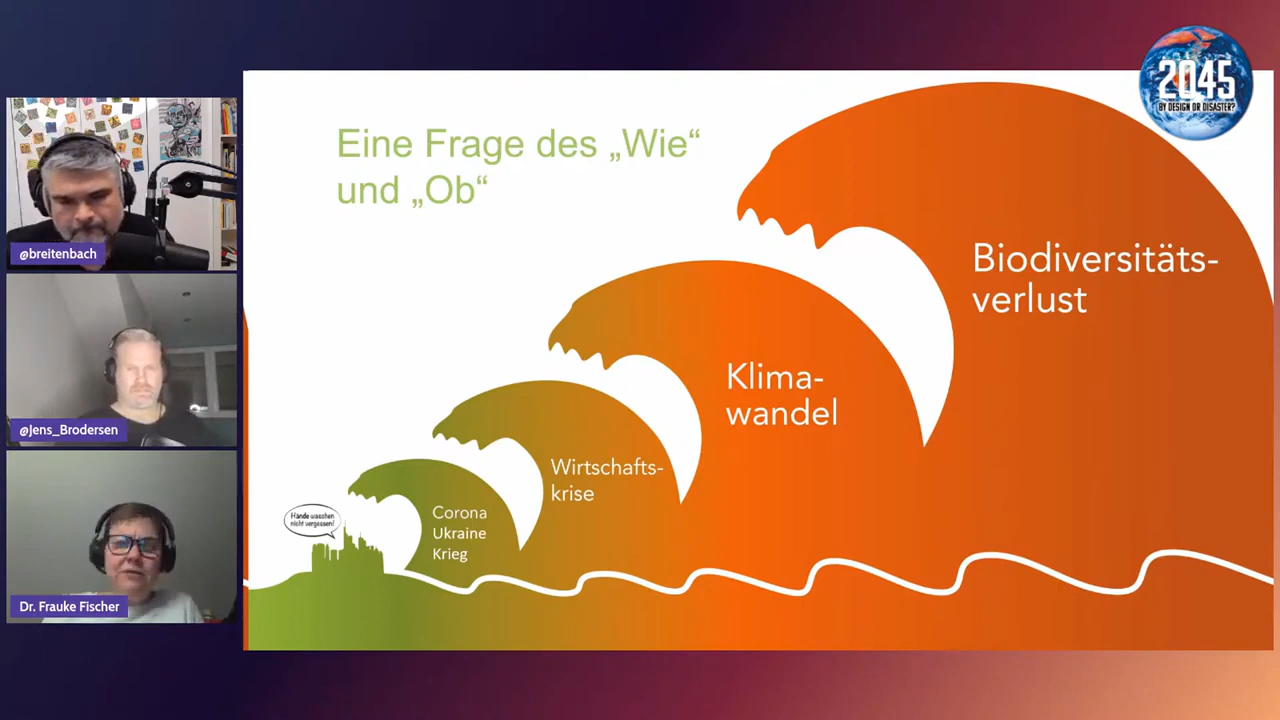 2045
BY DESIGN OR DISASTER?
Eine Frage des „Wie“
und „Ob“
@breitenbach
@Jens_Brodersen
Dr. Frauke Fischer
Biodiversitäts-
verlust
Klima-
wandel
Wirtschafts-
krise
Corona
Ukraine
Krieg
Hände waschen
nicht vergessen!